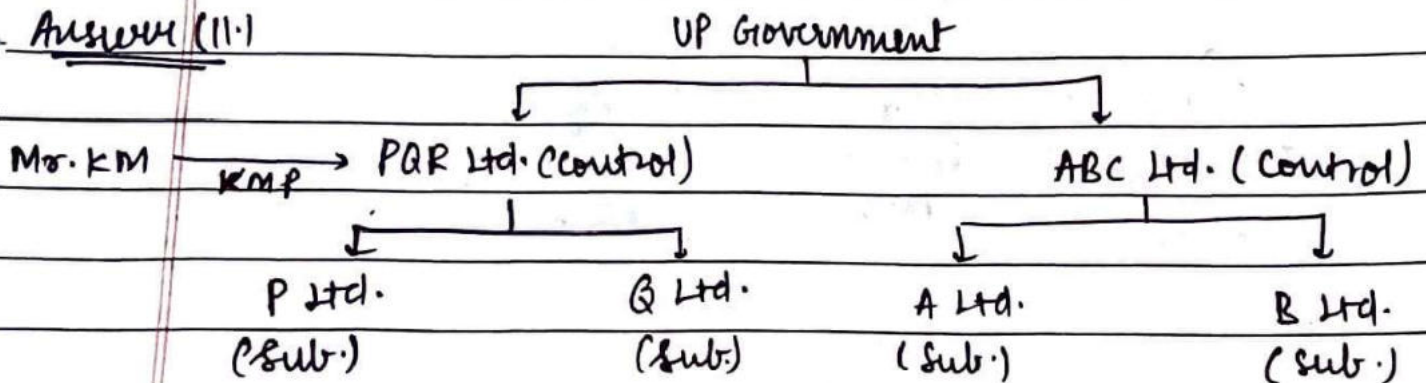 Answer (11.) UP Government
Mr. KM KMP PQR Ltd. (Control) ABC Ltd. (Control)
P Ltd. Q Ltd. A Ltd. B Ltd.
(Sub.) (Sub.) (Sub.) (Sub.)